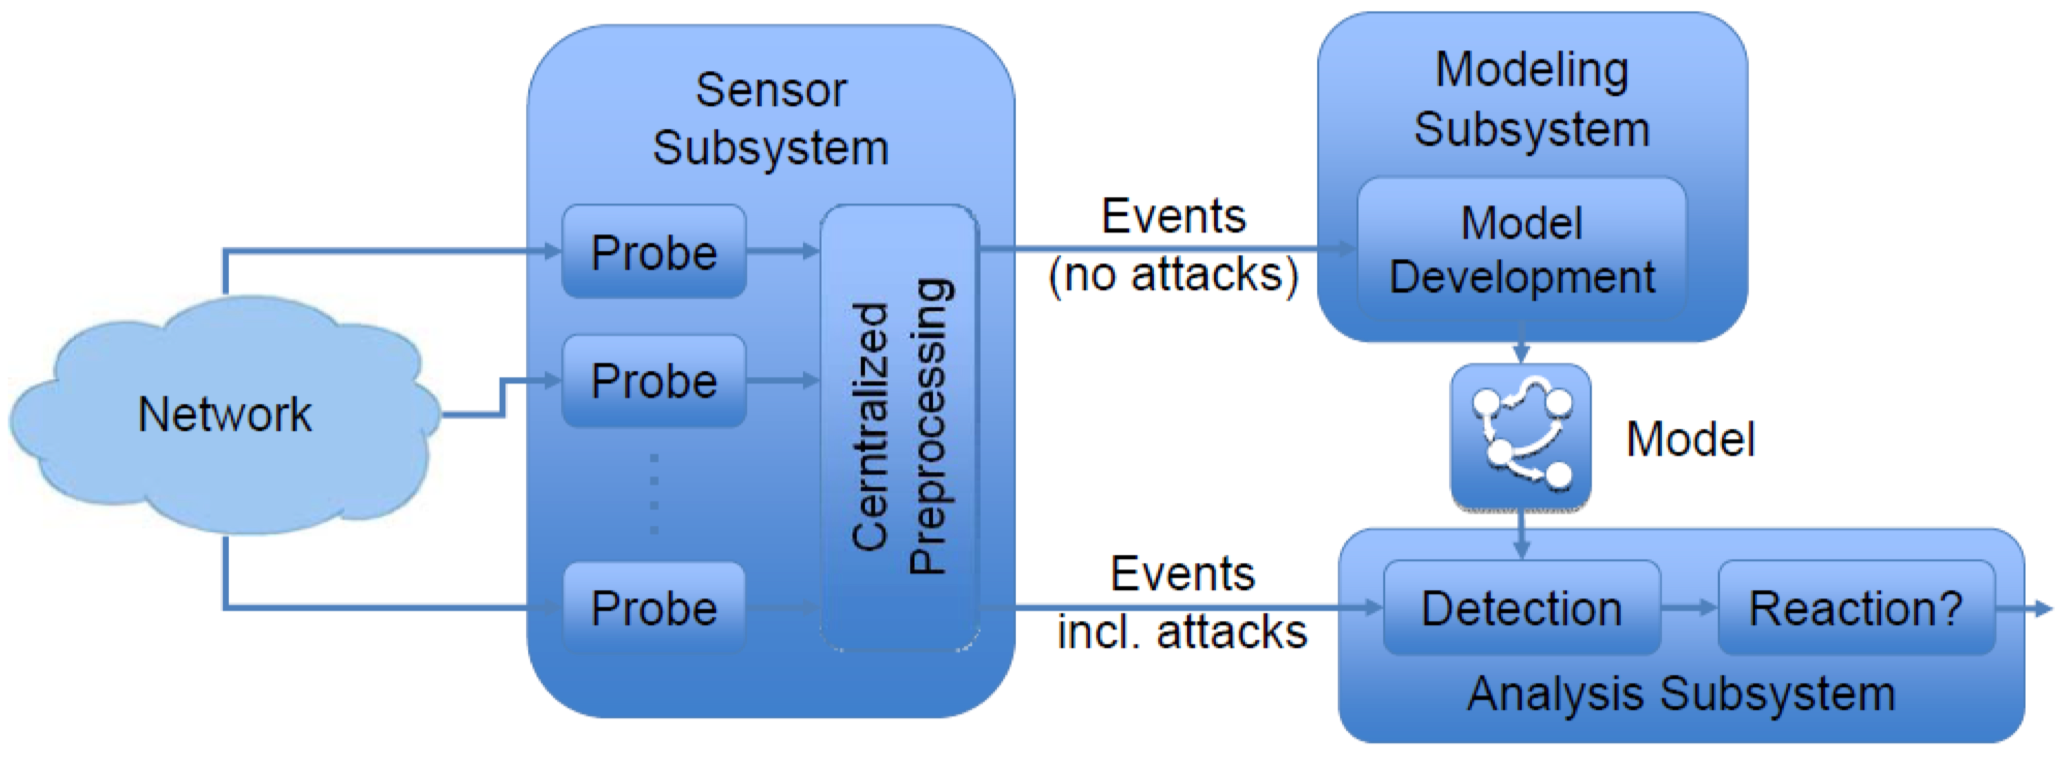 Network
Sensor
Subsystem
Probe
Probe
Probe
Cerntralized
Preprocessing
Events
(no attacks)
Events
incl. attacks
Modeling
Subsystem
Model
Development
Model
Detection
Reaction?
Analysis Subsystem